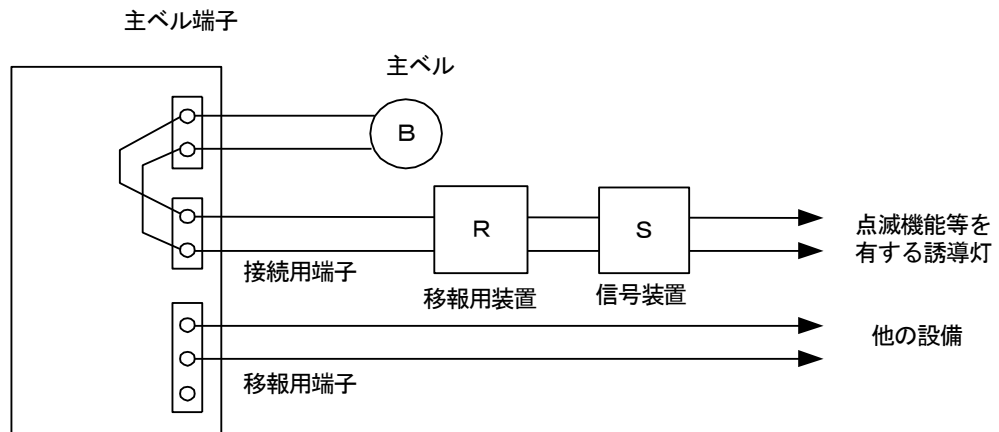 主ベル端子
主ベル
B
R
S
点滅機能等を
有する誘導灯
接続用端子
移報用装置
信号装置
他の設備
移報用端子